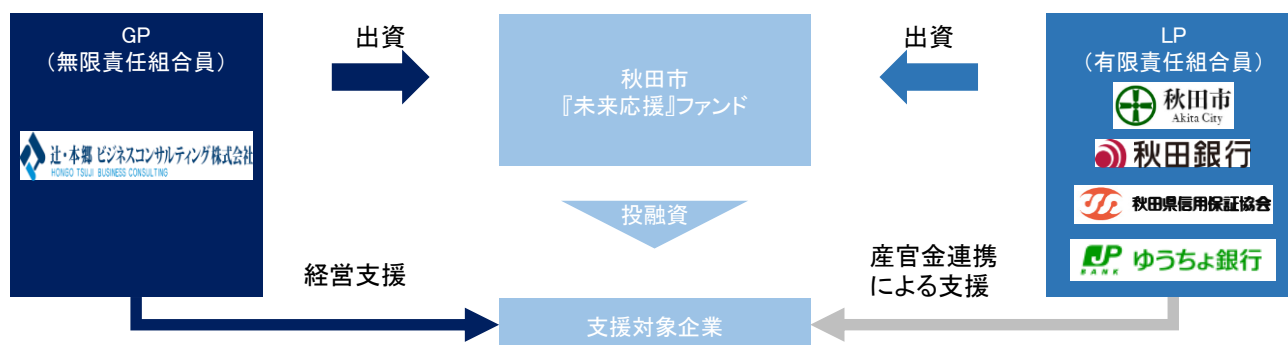 GP
（無限責任組合員）
辻・本郷 ビジネスコンサルティング株式会社
HONGO TSUJI BUSINESS CONSULTING
出資
秋田市
『未来応援』ファンド
出資
LP
（有限責任組合員）
秋田市
Akita City
秋田銀行
秋田県信用保証協会
JP
BANK
ゆうちょ銀行
投融資
経営支援
産官金連携
による支援
支援対象企業